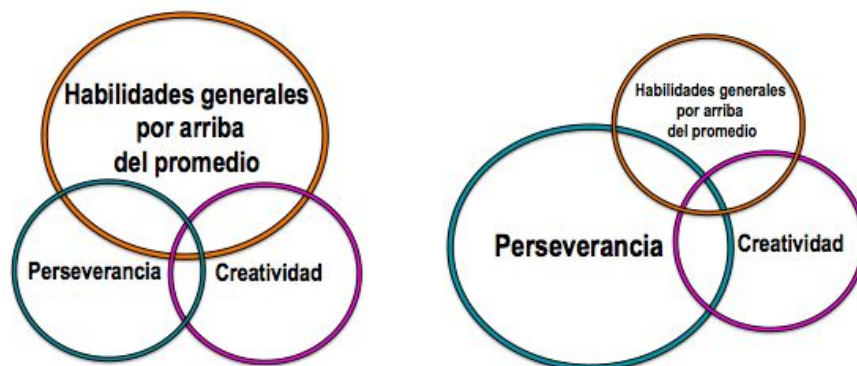 Habilidades generales
por arriba
del promedio
Perseverancia
Creatividad
Habilidades generales
por arriba
del promedio
Perseverancia
Creatividad